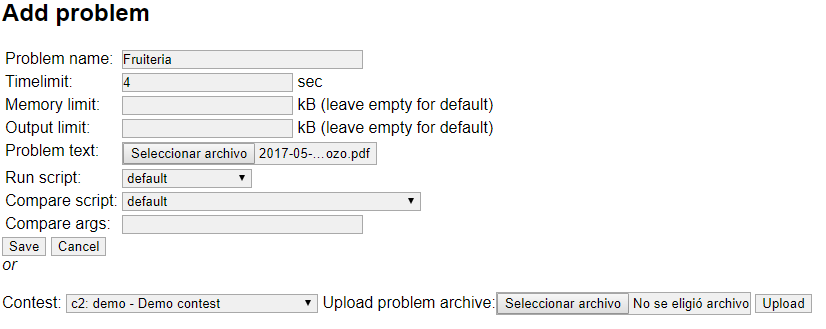 Add problem
Problem name: Fruiteria
Timelimit: 4 sec
Memory limit: kB (leave empty for default)
Output limit: kB (leave empty for default)
Problem text: Seleccionar archivo 2017-05-...ozo.pdf
Run script: default
Compare script: default
Compare args:
Save Cancel
or
Contest: c2: demo - Demo contest Upload problem archive: Seleccionar archivo No se eligió archivo Upload